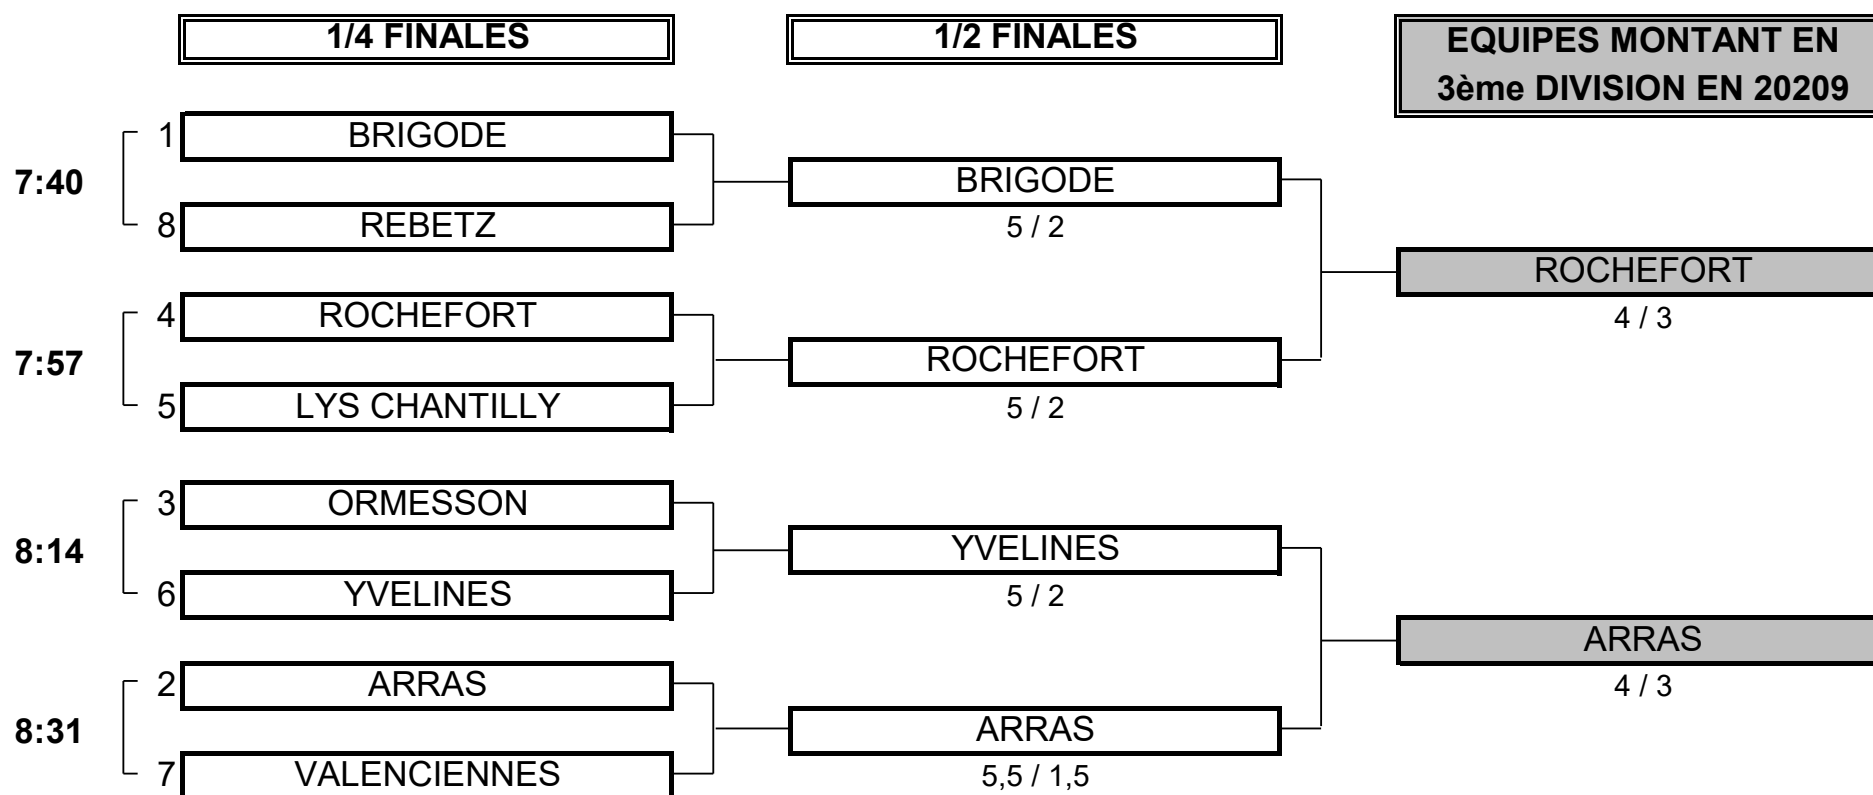 1/4 FINALES
1/2 FINALES
EQUIPES MONTANT EN
3ème DIVISION EN 20209
1 BRIGODE
7:40
BRIGODE
8 REBETZ
5 / 2
ROCHEFORT
4 / 3
4 ROCHEFORT
7:57
ROCHEFORT
5 LYS CHANTILLY
5 / 2
3 ORMESSON
8:14
YVELINES
6 YVELINES
5 / 2
ARRAS
4 / 3
2 ARRAS
8:31
ARRAS
7 VALENCIENNES
5,5 / 1,5